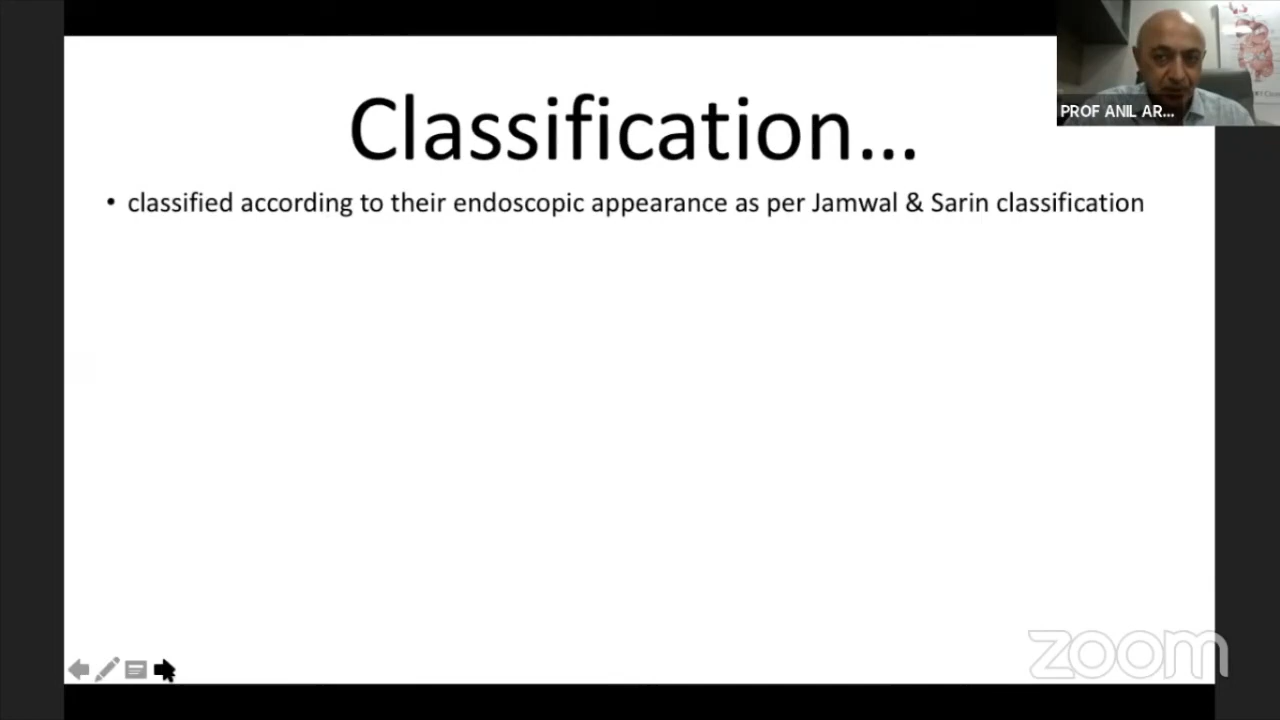 Classification...
• classified according to their endoscopic appearance as per Jamwal & Sarin classification
PROF ANIL AR...
zoom